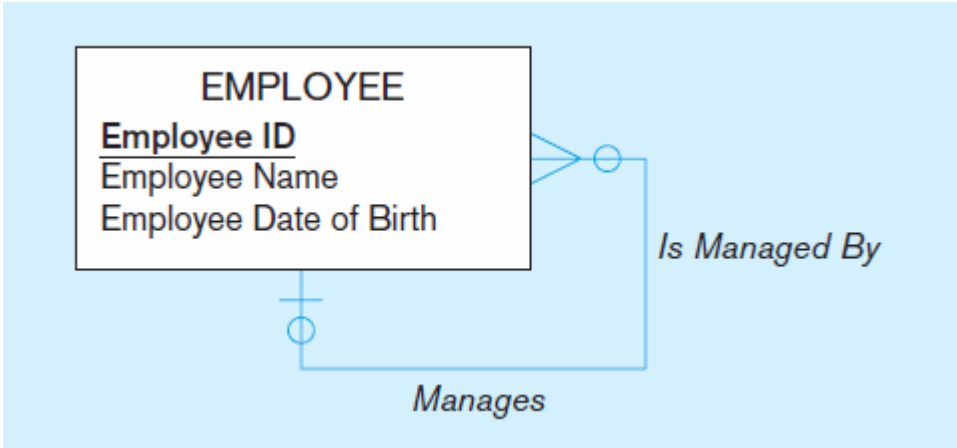 EMPLOYEE
Employee ID
Employee Name
Employee Date of Birth
Is Managed By
Manages